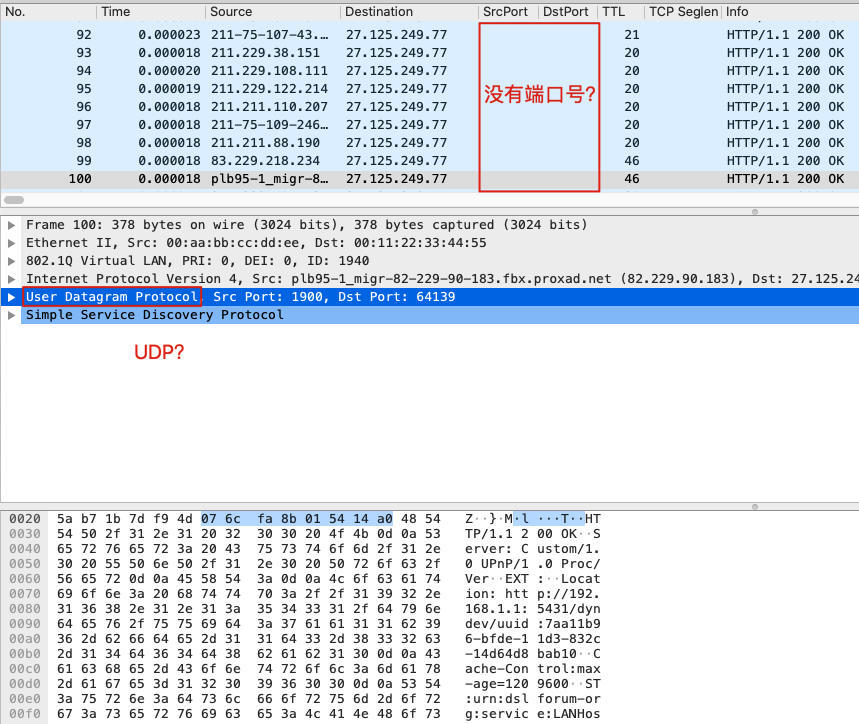 No. Time Source Destination SrcPort DstPort TTL TCP Seglen Info
92 0.000023 211-75-107-43.… 27.125.249.77 21 HTTP/1.1 200 OK
93 0.000018 211.229.38.151 27.125.249.77 20 HTTP/1.1 200 OK
94 0.000020 211.229.108.111 27.125.249.77 20 HTTP/1.1 200 OK
95 0.000019 211.229.122.214 27.125.249.77 20 HTTP/1.1 200 OK
96 0.000018 211.211.110.207 27.125.249.77 20 HTTP/1.1 200 OK
97 0.000018 211-75-109-246… 27.125.249.77 20 HTTP/1.1 200 OK
98 0.000018 211.211.88.190 27.125.249.77 20 HTTP/1.1 200 OK
99 0.000018 83.229.218.234 27.125.249.77 46 HTTP/1.1 200 OK
100 0.000018 plb95-1_migr-8… 27.125.249.77 46 HTTP/1.1 200 OK
没有端口号?
Frame 100: 378 bytes on wire (3024 bits), 378 bytes captured (3024 bits)
Ethernet II, Src: 00:aa:bb:cc:dd:ee, Dst: 00:11:22:33:44:55
802.1Q Virtual LAN, PRI: 0, DEI: 0, ID: 1940
Internet Protocol Version 4, Src: plb95-1_migr-82-229-90-183.fbx.proxad.net (82.229.90.183), Dst: 27.125.24
User Datagram Protocol, Src Port: 1900, Dst Port: 64139
Simple Service Discovery Protocol
UDP?
0020 5a b7 1b 7d f9 4d 07 6c fa 8b 01 54 14 a0 48 54 Z··}·M·l ···T··HT
0030 54 50 2f 31 2e 31 20 32 30 30 20 4f 4b 0d 0a 53 TP/1.1 2 00 OK··S
0040 65 72 76 65 72 3a 20 43 75 73 74 6f 6d 2f 31 2e erver: C ustom/1.
0050 30 20 55 50 6e 50 2f 31 2e 30 20 50 72 6f 63 2f 0 UPnP/1 .0 Proc/
0060 56 65 72 0d 0a 45 58 54 3a 0d 0a 4c 6f 63 61 74 Ver··EXT :··Locat
0070 69 6f 6e 3a 20 68 74 74 70 3a 2f 2f 31 39 32 2e ion: htt p://192.
0080 31 36 38 2e 31 2e 31 3a 35 34 33 31 2f 64 79 6e 168.1.1: 5431/dyn
0090 64 65 76 2f 75 75 69 64 3a 37 61 61 31 31 62 39 dev/uuid :7aa11b9
00a0 36 2d 62 66 64 65 2d 31 31 64 33 2d 38 33 32 63 6-bfde-1 1d3-832c
00b0 2d 31 34 64 36 34 64 38 62 61 62 31 30 0d 0a 43 -14d64d8 bab10··C
00c0 61 63 68 65 2d 43 6f 6e 74 72 6f 6c 3a 6d 61 78 ache-Con trol:max
00d0 2d 61 67 65 3d 31 32 30 39 36 30 30 0d 0a 53 54 -age=120 9600··ST
00e0 3a 75 72 6e 3a 64 73 6c 66 6f 72 75 6d 2d 6f 72 :urn:dsl forum-or
00f0 67 3a 73 65 72 76 69 63 65 3a 4c 41 4e 48 6f 73 g:servic e:LANHos